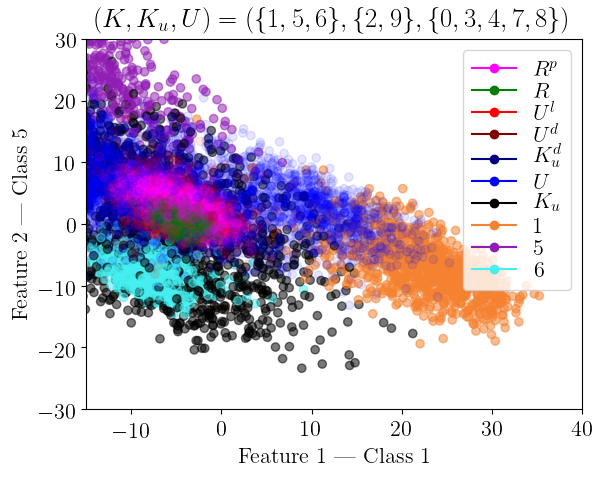 (K, K_u, U) = ({1, 5, 6}, {2, 9}, {0, 3, 4, 7, 8})
30
20
10
0
−10
−20
−30
Feature 2 — Class 5
R^p
R
U^l
U^d
K_u^d
U
K_u
1
5
6
−10
0
10
20
30
40
Feature 1 — Class 1